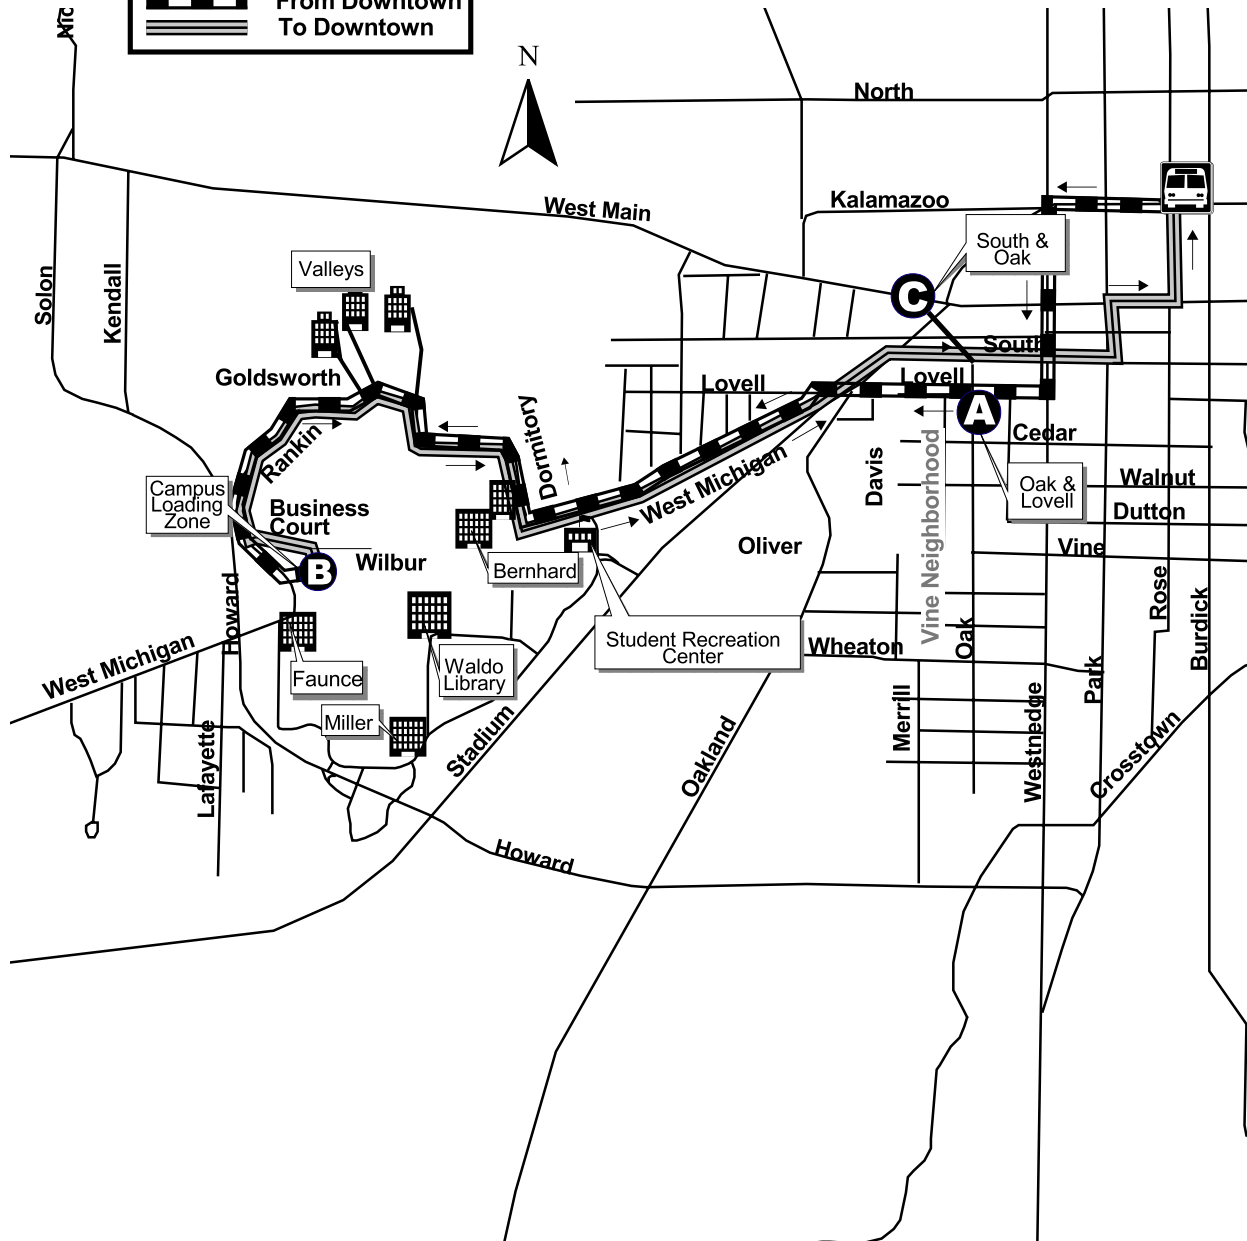 From Downtown
To Downtown
N
North
Kalamazoo
West Main
South &
Oak
Valleys
Solon
Kendall
C
South
Goldsworth
Lovell
Lovell
A
Dormitory
Cedar
Rankin
Davis
Vine Neighborhood
West Michigan
Walnut
Oak &
Lovell
Campus
Loading
Zone
Business
Court
Dutton
Oliver
Vine
Wilbur
B
Bernhard
Howard
Rose
Burdick
Oak
Student Recreation
Center
Wheaton
West Michigan
Waldo
Library
Faunce
Park
Miller
Merrill
Westnedge
Stadium
Oakland
Crosstown
Lafayette
Howard